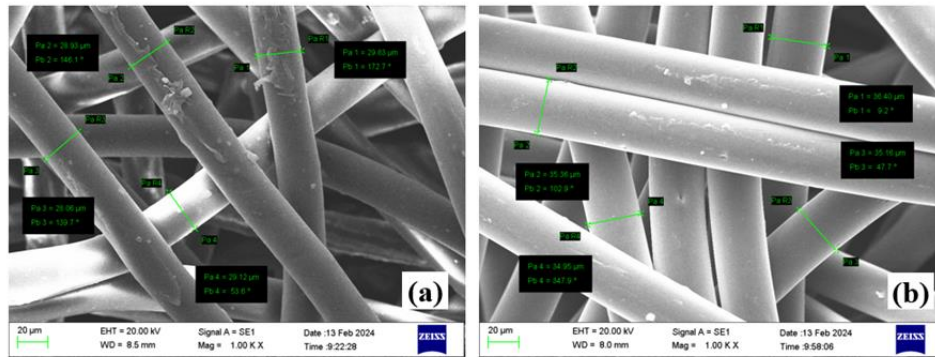 Pa 2 = 28.93 µm
Pb 2 = 146.1 °
Pa R2
Pa 2
Pa R1
Pa 1
Pa 1 = 29.83 µm
Pb 1 = 172.7 °
Pa R3
Pa 3
Pa 3 = 28.06 µm
Pb 3 = 139.7 °
Pa R4
Pa 4
Pa 4 = 29.12 µm
Pb 4 = 53.6 °
(a)
20 µm
EHT = 20.00 kV
WD = 8.5 mm
Signal A = SE1
Mag = 1.00 K X
Date :13 Feb 2024
Time :9:22:28
ZEISS
Pa R1
Pa 1
Pa R2
Pa 2
Pa 1 = 36.40 µm
Pb 1 = 9.2 °
Pa 3 = 35.16 µm
Pb 3 = 47.7 °
Pa 2 = 35.36 µm
Pb 2 = 102.9 °
Pa 4
Pa R4
Pa R3
Pa 3
Pa 4 = 34.95 µm
Pb 4 = 347.9 °
(b)
20 µm
EHT = 20.00 kV
WD = 8.0 mm
Signal A = SE1
Mag = 1.00 K X
Date :13 Feb 2024
Time :9:58:06
ZEISS